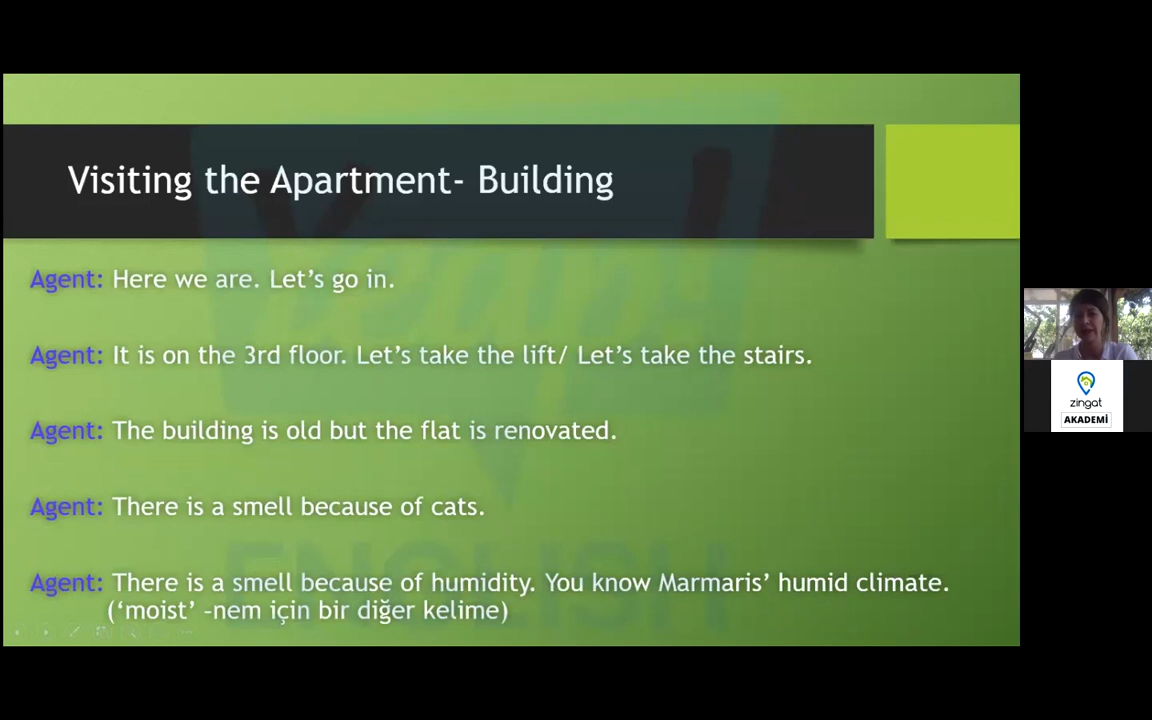 Visiting the Apartment- Building
Agent: Here we are. Let’s go in.
Agent: It is on the 3rd floor. Let’s take the lift/ Let’s take the stairs.
Agent: The building is old but the flat is renovated.
Agent: There is a smell because of cats.
Agent: There is a smell because of humidity. You know Marmaris’ humid climate.
(‘moist’ –nem için bir diğer kelime)
ENGLISH
zingat
AKADEMİ